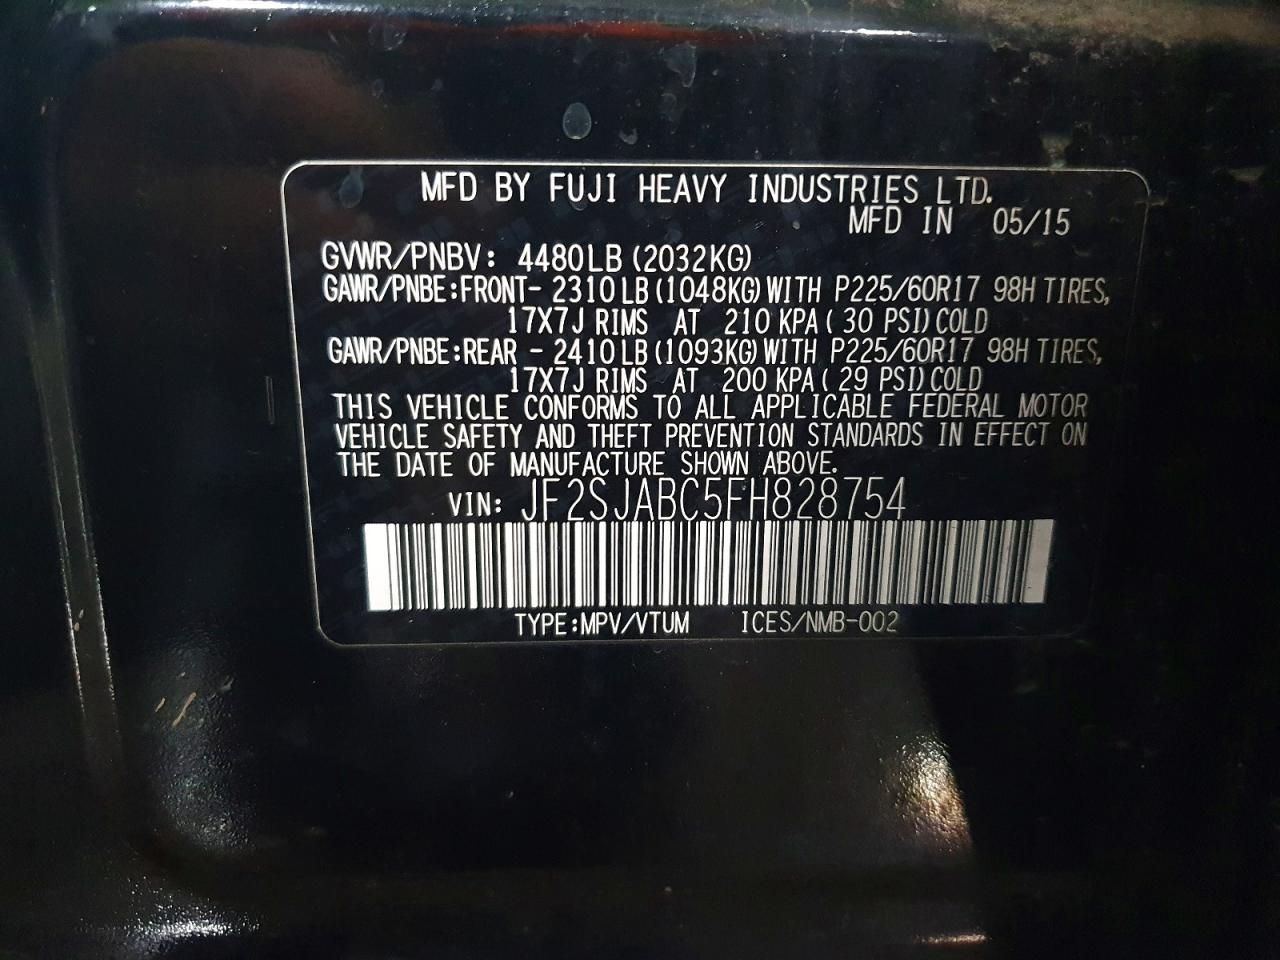 MFD BY FUJI HEAVY INDUSTRIES LTD.
MFD IN 05/15
GVWR/PNBV: 4480LB (2032KG)
GAWR/PNBE:FRONT- 2310LB (1048KG) WITH P225/60R17 98H TIRES,
17X7J RIMS AT 210 KPA ( 30 PSI) COLD
GAWR/PNBE:REAR - 2410LB (1093KG) WITH P225/60R17 98H TIRES,
17X7J RIMS AT 200 KPA ( 29 PSI) COLD
THIS VEHICLE CONFORMS TO ALL APPLICABLE FEDERAL MOTOR
VEHICLE SAFETY AND THEFT PREVENTION STANDARDS IN EFFECT ON
THE DATE OF MANUFACTURE SHOWN ABOVE.
VIN: JF2SJABC5FH828754
TYPE:MPV/VTUM ICES/NMB-002